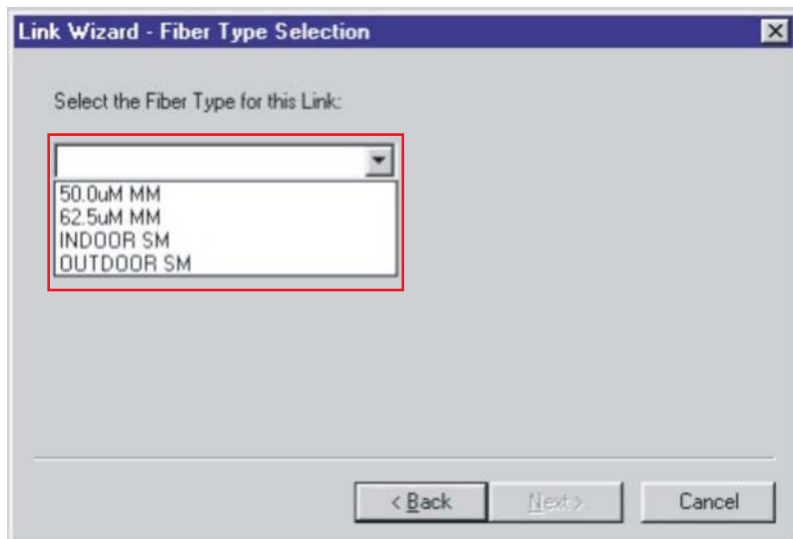 Link Wizard - Fiber Type Selection
Select the Fiber Type for this Link:
50.0uM MM
62.5uM MM
INDOOR SM
OUTDOOR SM
< Back Next > Cancel